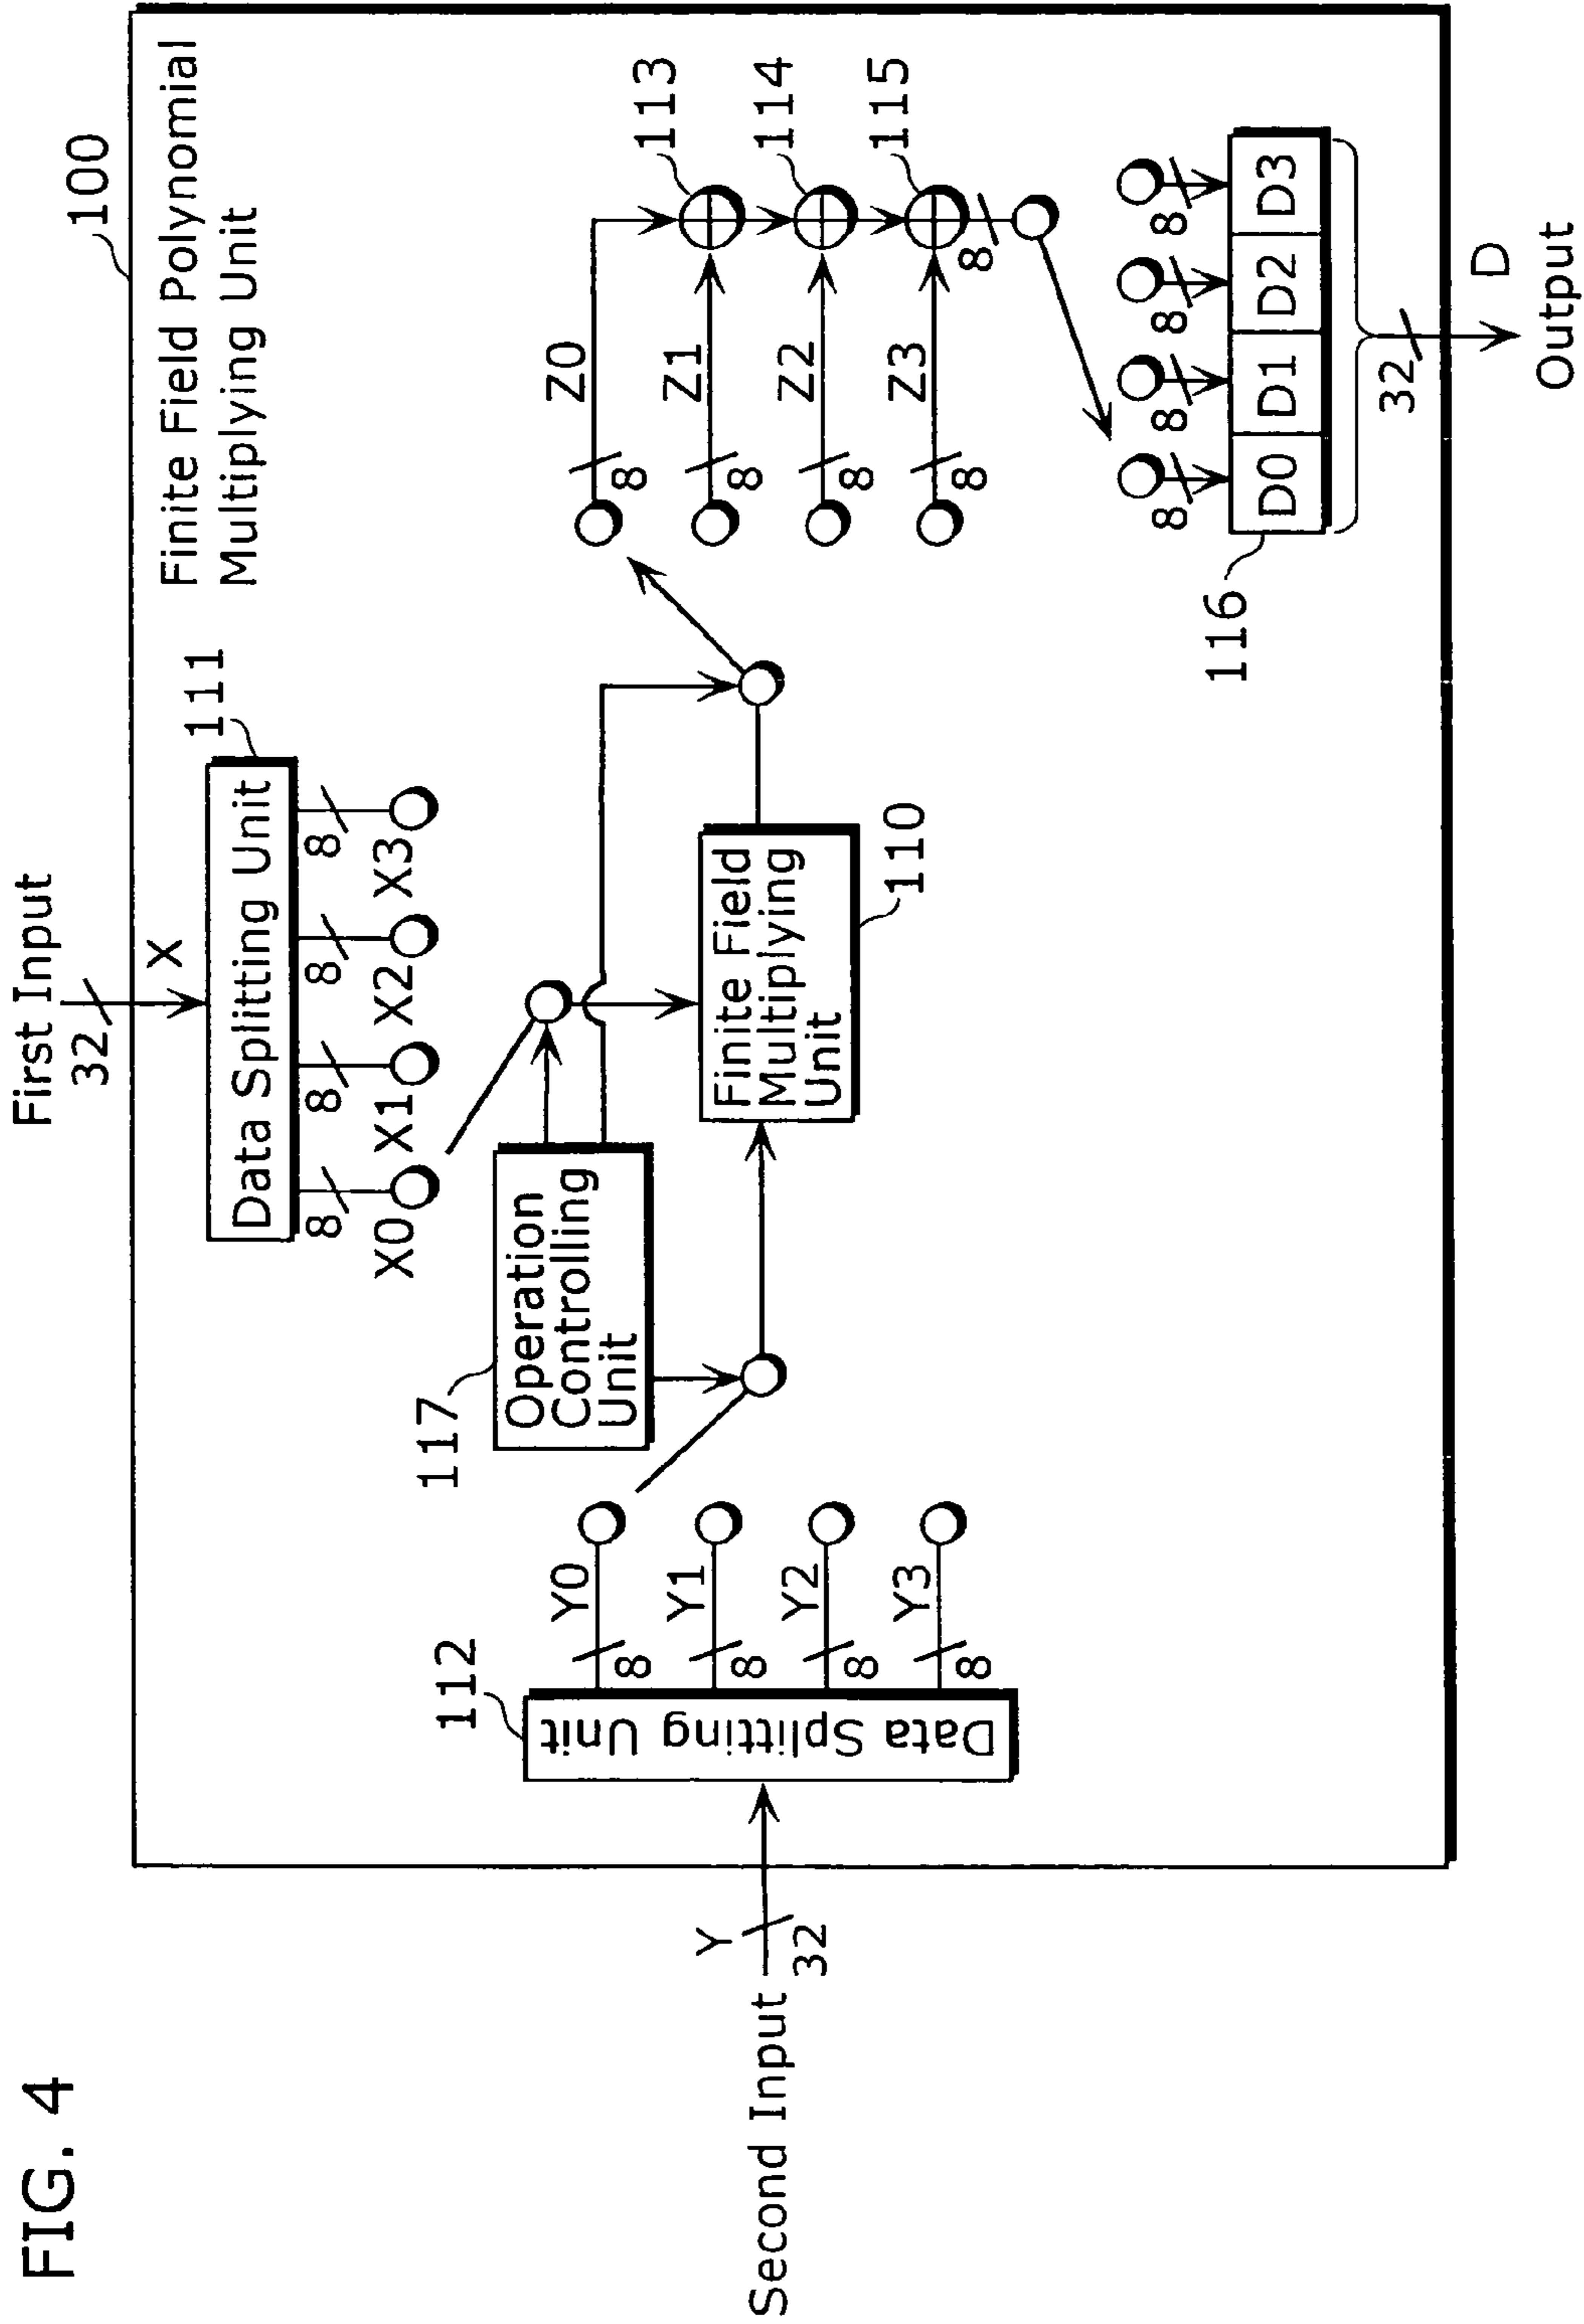 FIG. 4
First Input
32
X
100
Finite Field Polynomial
Multiplying Unit
111
Data Splitting Unit
8
8
8
8
X0
X1
X2
X3
117
Operation
Controlling
Unit
112
Data Splitting Unit
Second Input
Y
32
Y0
8
Y1
8
Y2
8
Y3
8
Finite Field
Multiplying
Unit
110
Z0
8
Z1
8
Z2
8
Z3
8
113
114
115
8
8
8
8
8
116
D0
D1
D2
D3
32
D
Output